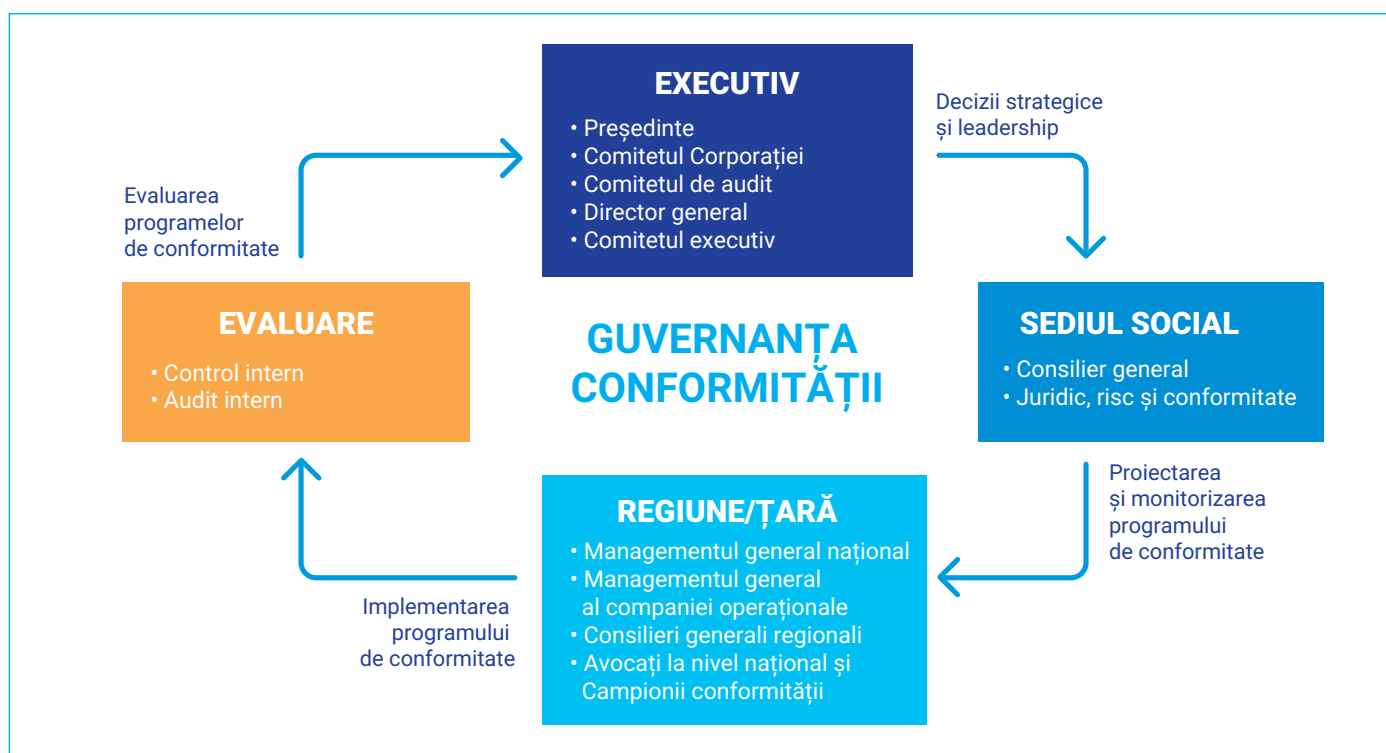 EXECUTIV
• Președinte
• Comitetul Corporației
• Comitetul de audit
• Director general
• Comitetul executiv
Decizii strategice
și leadership
Evaluarea
programelor
de conformitate
EVALUARE
• Control intern
• Audit intern
GUVERNANȚA
CONFORMITĂȚII
SEDIUL SOCIAL
• Consilier general
• Juridic, risc și conformitate
Proiectarea
și monitorizarea
programului
de conformitate
REGIUNE/ȚARĂ
• Managementul general național
• Managementul general
al companiei operaționale
• Consilieri generali regionali
• Avocați la nivel național și
Campionii conformității
Implementarea
programului
de conformitate